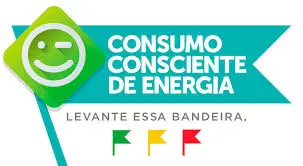 CONSUMO
CONSCIENTE
DE ENERGIA
LEVANTE ESSA BANDEIRA.